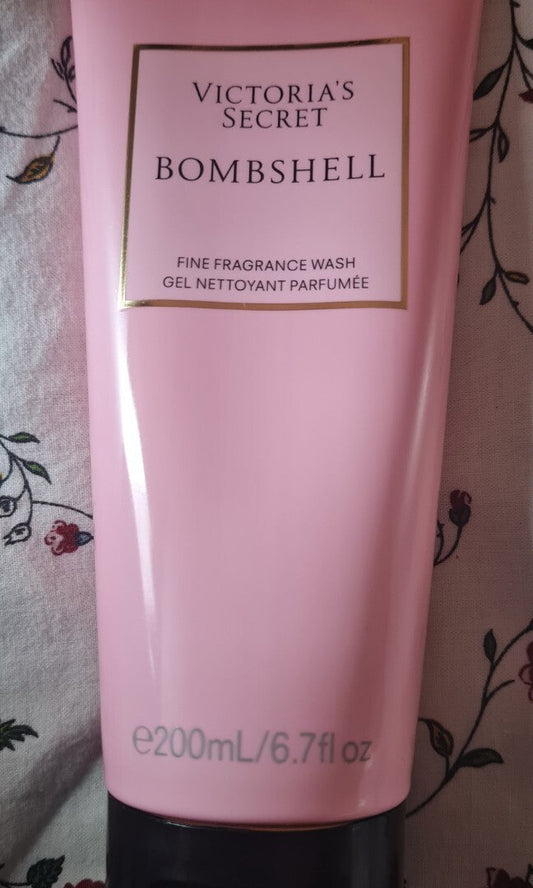 VICTORIA'S
SECRET
BOMBSHELL
FINE FRAGRANCE WASH
GEL NETTOYANT PARFUMÉE
℮200mL/6.7fl oz